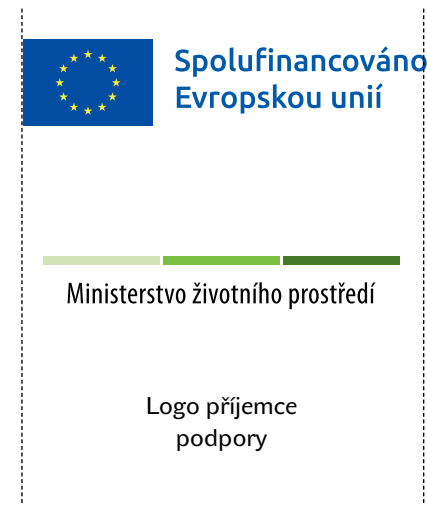 Spolufinancováno
Evropskou unií
Ministerstvo životního prostředí
Logo příjemce
podpory